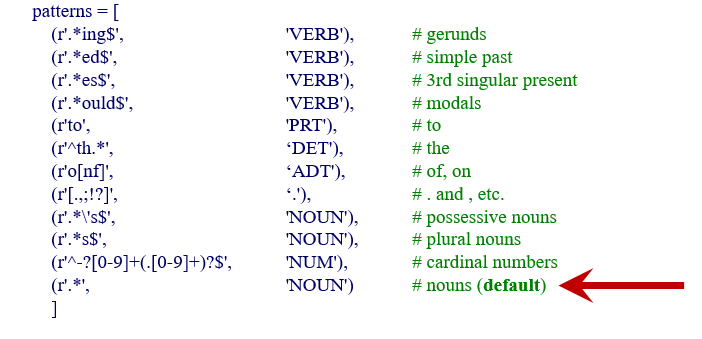 patterns = [
(r'.*ing$', 'VERB'), # gerunds
(r'.*ed$', 'VERB'), # simple past
(r'.*es$', 'VERB'), # 3rd singular present
(r'.*ould$', 'VERB'), # modals
(r'to', 'PRT'), # to
(r'^th.*', ‘DET'), # the
(r'o[nf]', ‘ADT'), # of, on
(r'[.,;!?]', ‘.'), # . and , etc.
(r'.*\'s$', 'NOUN'), # possessive nouns
(r'.*s$', 'NOUN'), # plural nouns
(r'^-?[0-9]+(.[0-9]+)?$', 'NUM'), # cardinal numbers
(r'.*', 'NOUN') # nouns (default)
]